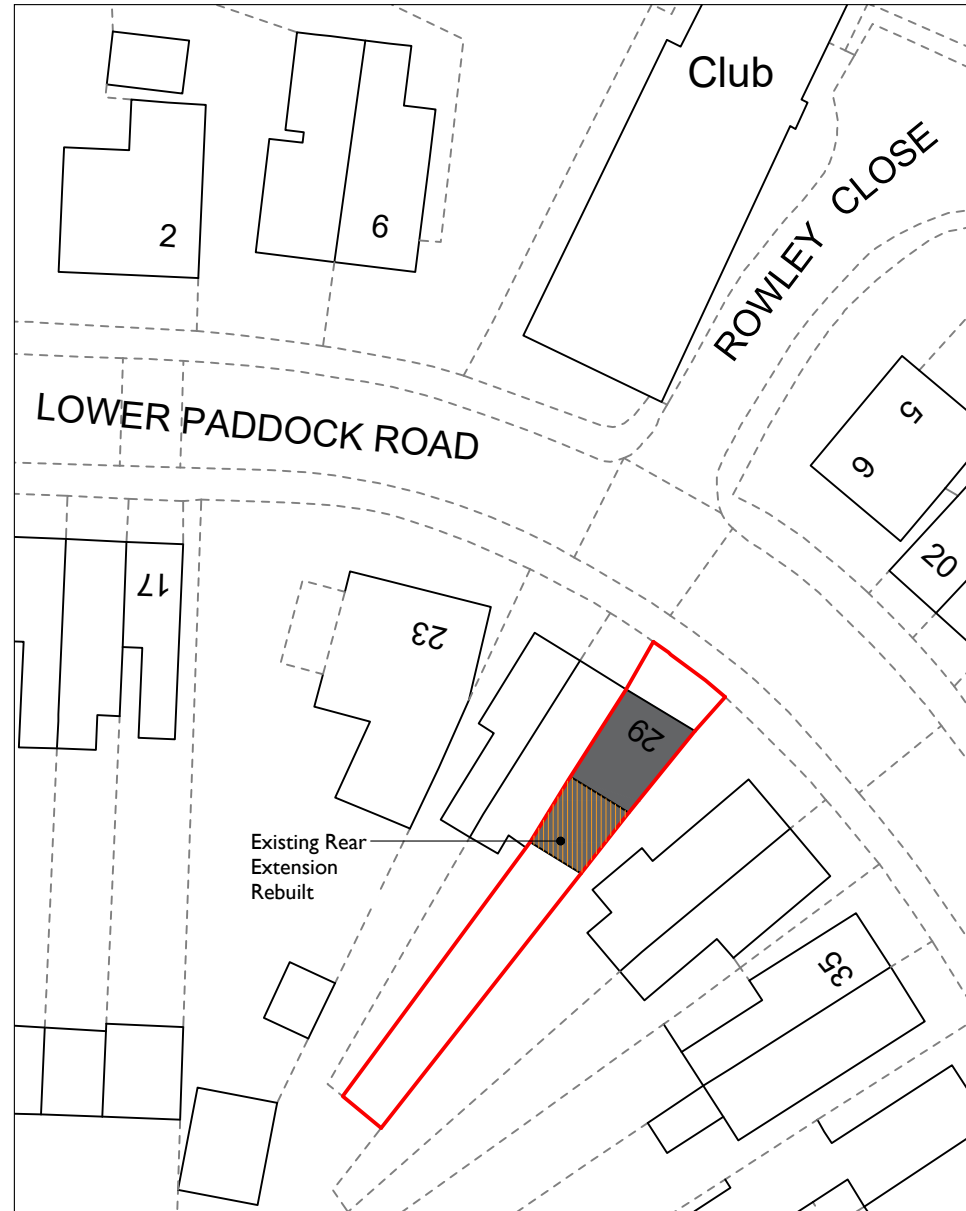 Club
ROWLEY CLOSE
2
6
LOWER PADDOCK ROAD
5
6
20
17
23
29
Existing Rear
Extension
Rebuilt
35